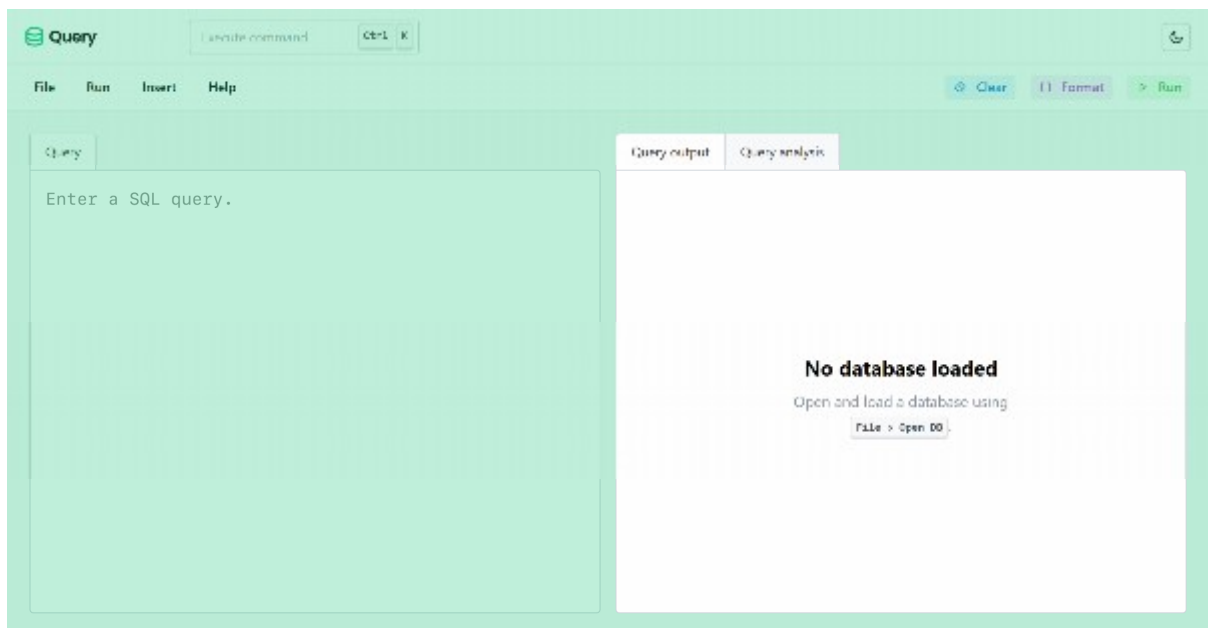 Query
Execute command
Ctrl K
File Run Insert Help
Clear
Format
Run
Query
Query output
Query analysis
Enter a SQL query.
No database loaded
Open and load a database using
File > Open DB.